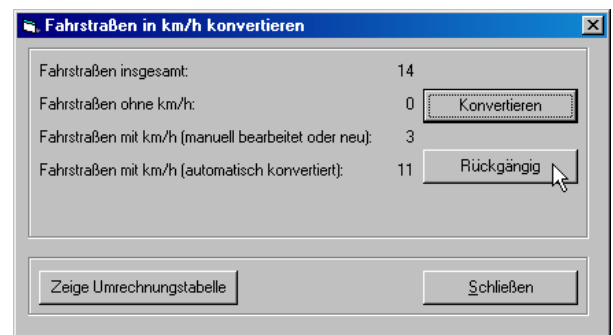 Fahrstraßen in km/h konvertieren
Fahrstraßen insgesamt: 14
Fahrstraßen ohne km/h: 0
Konvertieren
Fahrstraßen mit km/h (manuell bearbeitet oder neu): 3
Fahrstraßen mit km/h (automatisch konvertiert): 11
Rückgängig
Zeige Umrechnungstabelle
Schließen